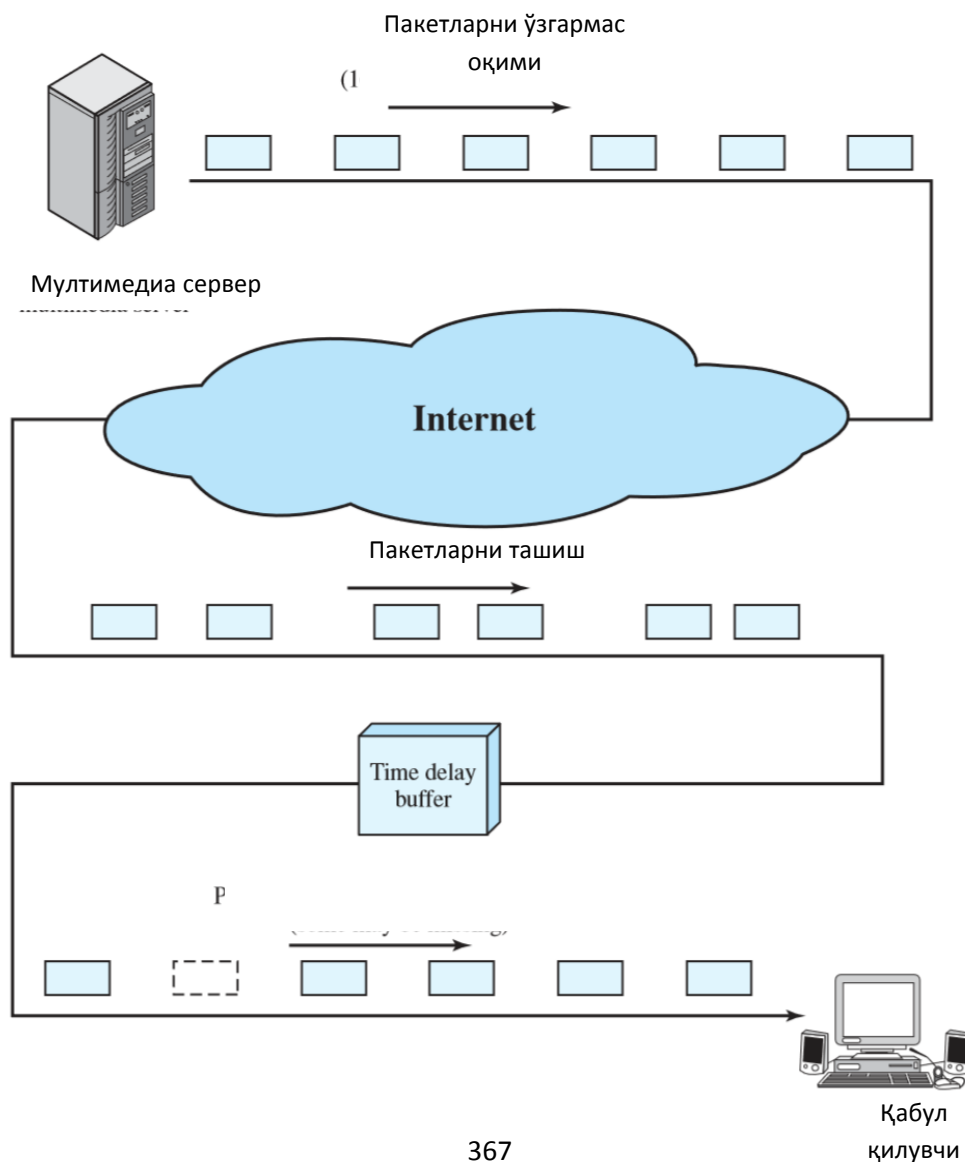 Пакетларни ўзгармас
оқими
(1
Мултимедиа сервер
Internet
Пакетларни ташиш
Time delay
buffer
P
Қабул
қилувчи
367